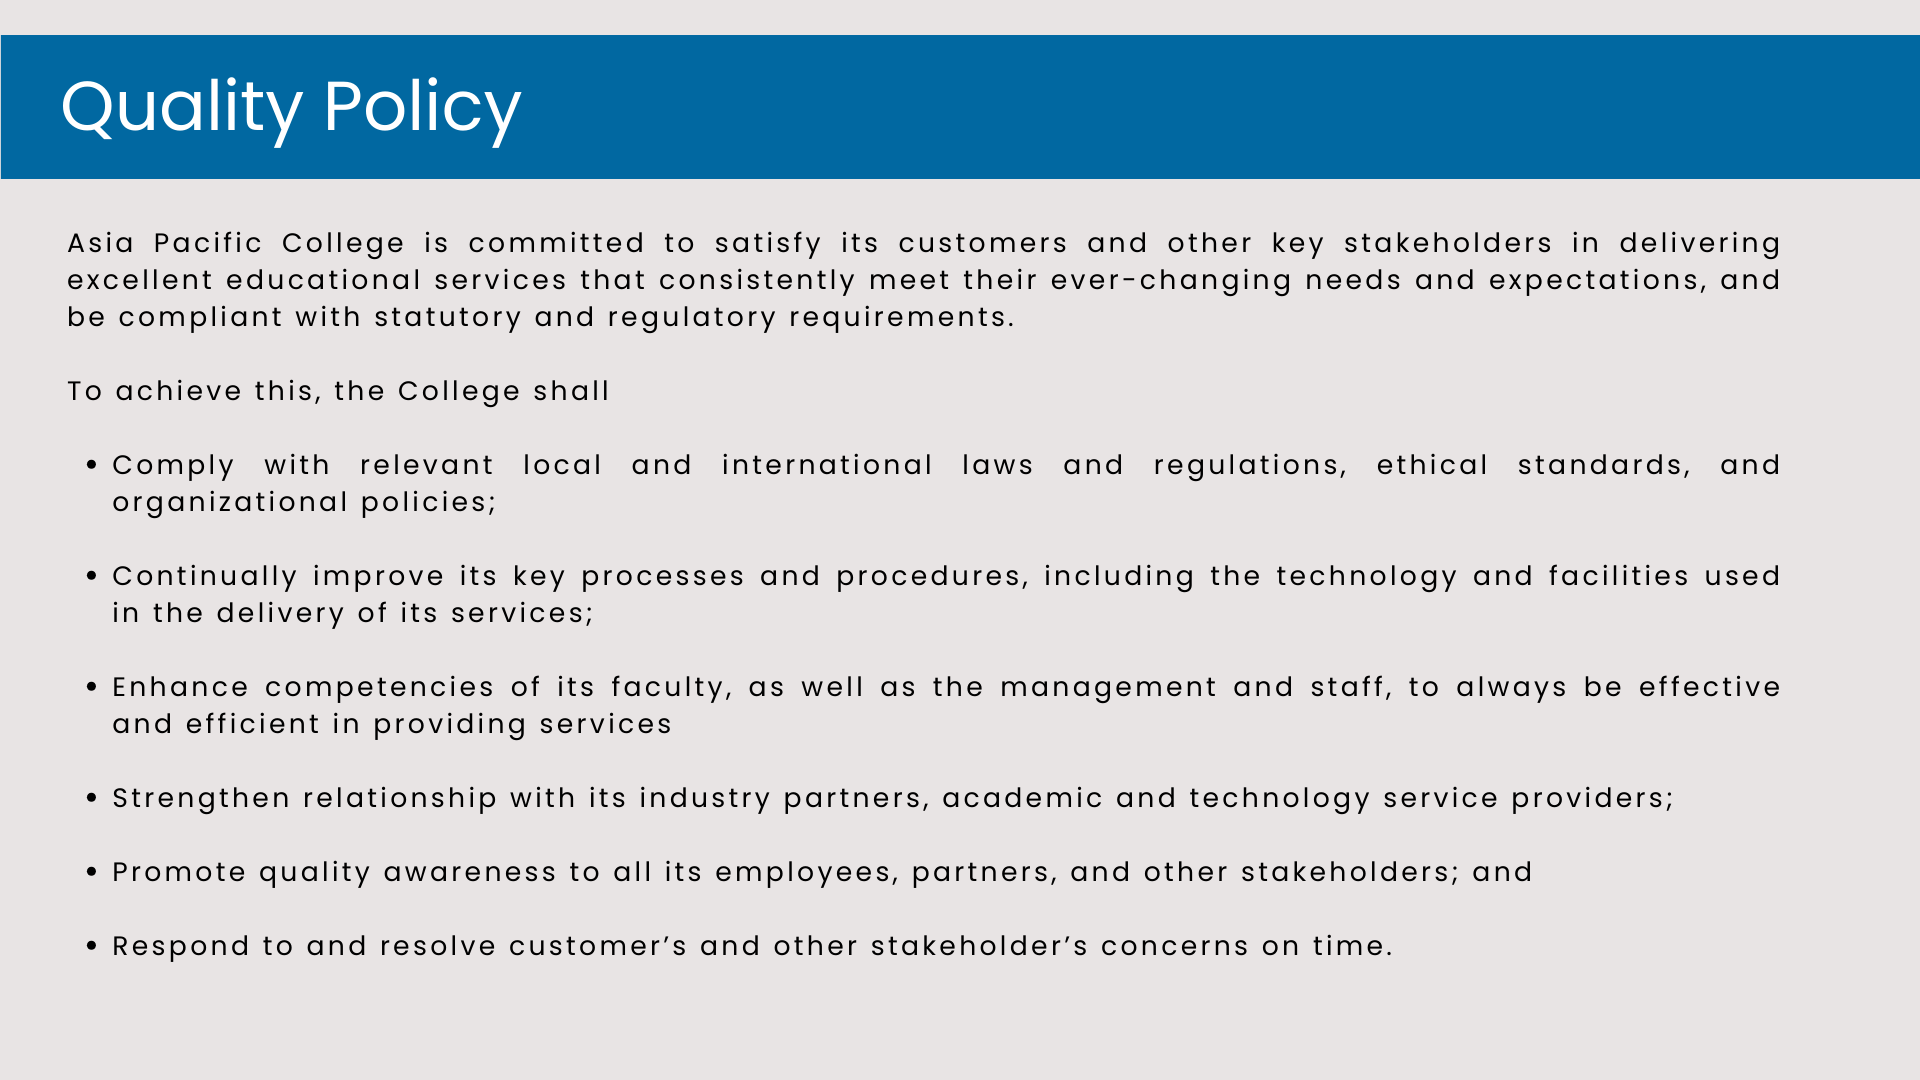 Quality Policy
Asia Pacific College is committed to satisfy its customers and other key stakeholders in delivering
excellent educational services that consistently meet their ever-changing needs and expectations, and
be compliant with statutory and regulatory requirements.
To achieve this, the College shall
• Comply with relevant local and international laws and regulations, ethical standards, and
organizational policies;
• Continually improve its key processes and procedures, including the technology and facilities used
in the delivery of its services;
• Enhance competencies of its faculty, as well as the management and staff, to always be effective
and efficient in providing services
• Strengthen relationship with its industry partners, academic and technology service providers;
• Promote quality awareness to all its employees, partners, and other stakeholders; and
• Respond to and resolve customer’s and other stakeholder’s concerns on time.